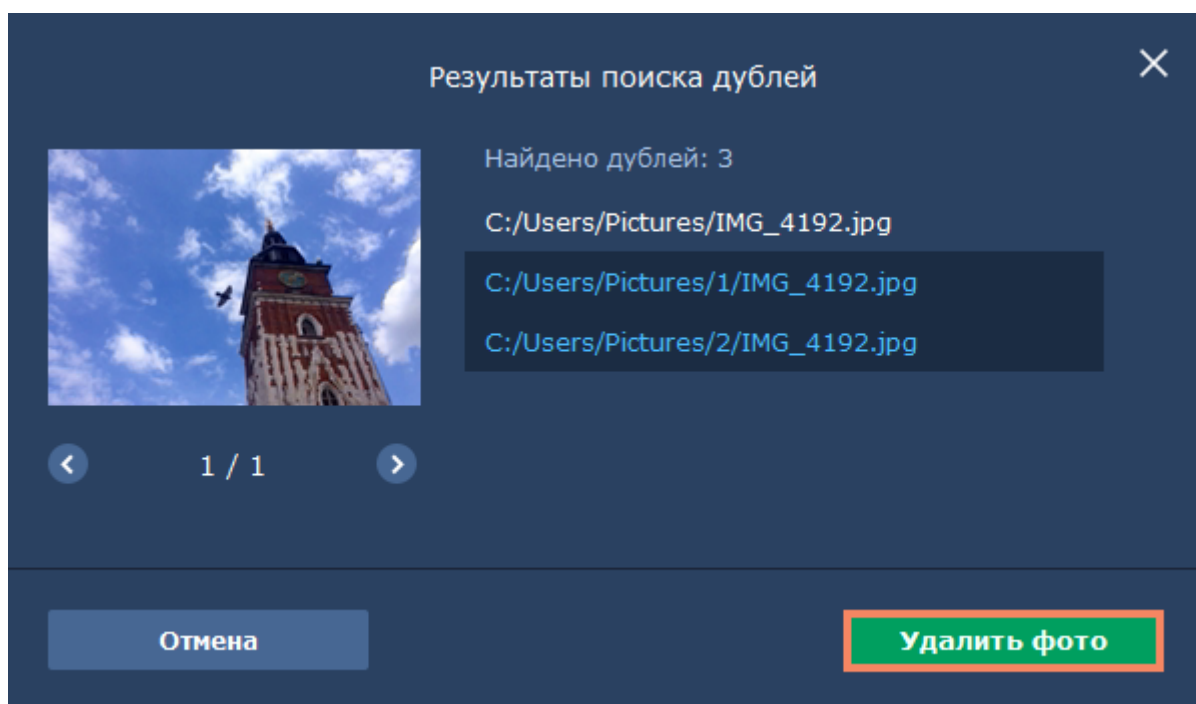 Результаты поиска дублей
Найдено дублей: 3
C:/Users/Pictures/IMG_4192.jpg
C:/Users/Pictures/1/IMG_4192.jpg
C:/Users/Pictures/2/IMG_4192.jpg
1 / 1
Отмена
Удалить фото